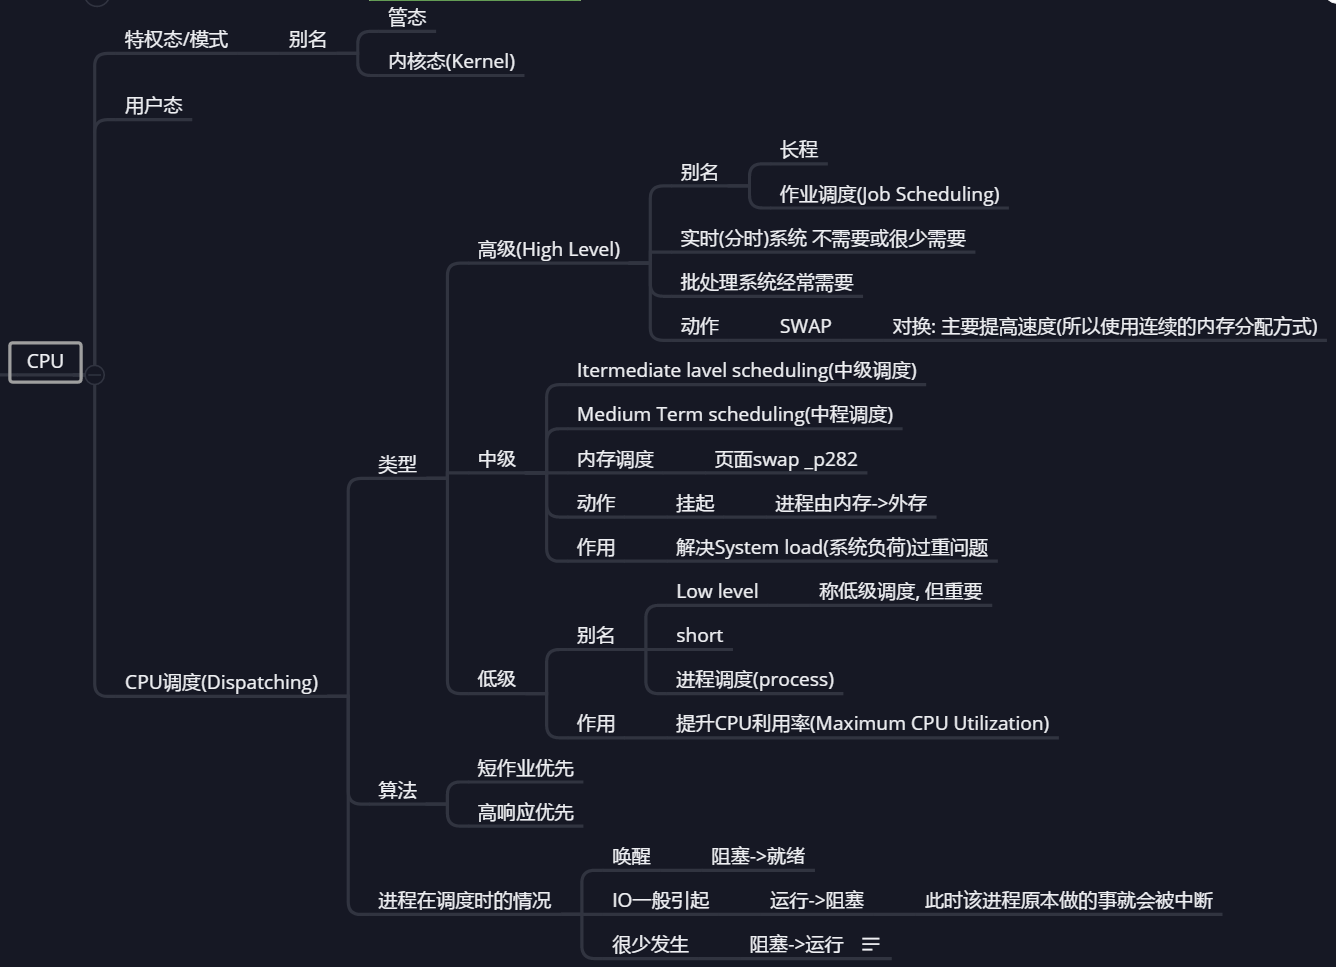 管态
特权态/模式 别名
内核态(Kernel)
用户态
长程
别名
作业调度(Job Scheduling)
实时(分时)系统 不需要或很少需要
高级(High Level)
批处理系统经常需要
动作 SWAP 对换: 主要提高速度(所以使用连续的内存分配方式)
CPU
Itermediate lavel scheduling(中级调度)
Medium Term scheduling(中程调度)
类型
中级
内存调度 页面swap _p282
动作 挂起 进程由内存->外存
作用 解决System load(系统负荷)过重问题
Low level 称低级调度, 但重要
别名
short
低级
进程调度(process)
CPU调度(Dispatching)
作用 提升CPU利用率(Maximum CPU Utilization)
短作业优先
算法
高响应优先
唤醒 阻塞->就绪
进程在调度时的情况
IO一般引起 运行->阻塞 此时该进程原本做的事就会被中断
很少发生 阻塞->运行